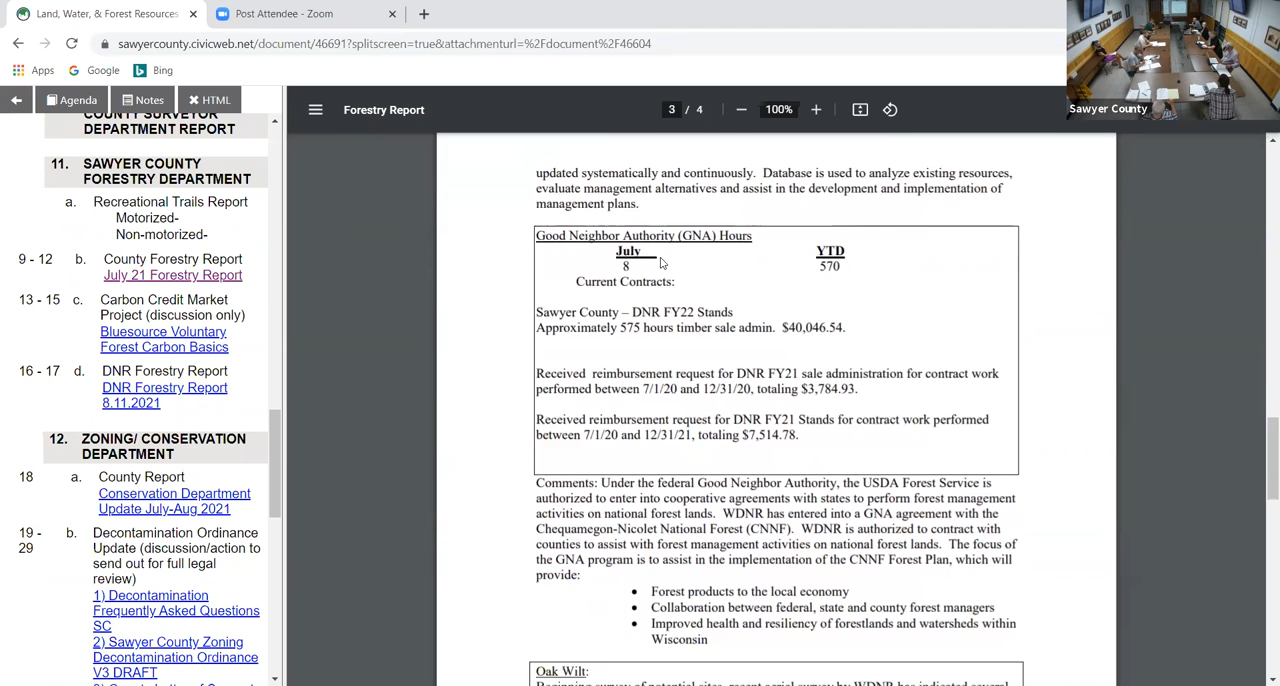 Land, Water, & Forest Resources
Post Attendee - Zoom
sawyercounty.civicweb.net/document/46691?splitscreen=true&attachmenturl=%2Fdocument%2F46604
Apps
Google
Bing
Sawyer County
Agenda
Notes
HTML
Forestry Report
3 / 4
100%
COUNTY SURVEYOR
DEPARTMENT REPORT
11. SAWYER COUNTY
FORESTRY DEPARTMENT
a. Recreational Trails Report
Motorized-
Non-motorized-
9 - 12 b. County Forestry Report
July 21 Forestry Report
13 - 15 c. Carbon Credit Market
Project (discussion only)
Bluesource Voluntary
Forest Carbon Basics
16 - 17 d. DNR Forestry Report
DNR Forestry Report
8.11.2021
12. ZONING/ CONSERVATION
DEPARTMENT
18 a. County Report
Conservation Department
Update July-Aug 2021
19 - 29 b. Decontamination Ordinance
Update (discussion/action to
send out for full legal
review)
1) Decontamination
Frequently Asked Questions
SC
2) Sawyer County Zoning
Decontamination Ordinance
V3 DRAFT
updated systematically and continuously. Database is used to analyze existing resources,
evaluate management alternatives and assist in the development and implementation of
management plans.
Good Neighbor Authority (GNA) Hours
July YTD
8 570
Current Contracts:
Sawyer County – DNR FY22 Stands
Approximately 575 hours timber sale admin. $40,046.54.
Received reimbursement request for DNR FY21 sale administration for contract work
performed between 7/1/20 and 12/31/20, totaling $3,784.93.
Received reimbursement request for DNR FY21 Stands for contract work performed
between 7/1/20 and 12/31/21, totaling $7,514.78.
Comments: Under the federal Good Neighbor Authority, the USDA Forest Service is
authorized to enter into cooperative agreements with states to perform forest management
activities on national forest lands. WDNR has entered into a GNA agreement with the
Chequamegon-Nicolet National Forest (CNNF). WDNR is authorized to contract with
counties to assist with forest management activities on national forest lands. The focus of
the GNA program is to assist in the implementation of the CNNF Forest Plan, which will
provide:
• Forest products to the local economy
• Collaboration between federal, state and county forest managers
• Improved health and resiliency of forestlands and watersheds within
Wisconsin
Oak Wilt:
Beginning survey of potential sites, recent aerial survey by WDNR has indicated several